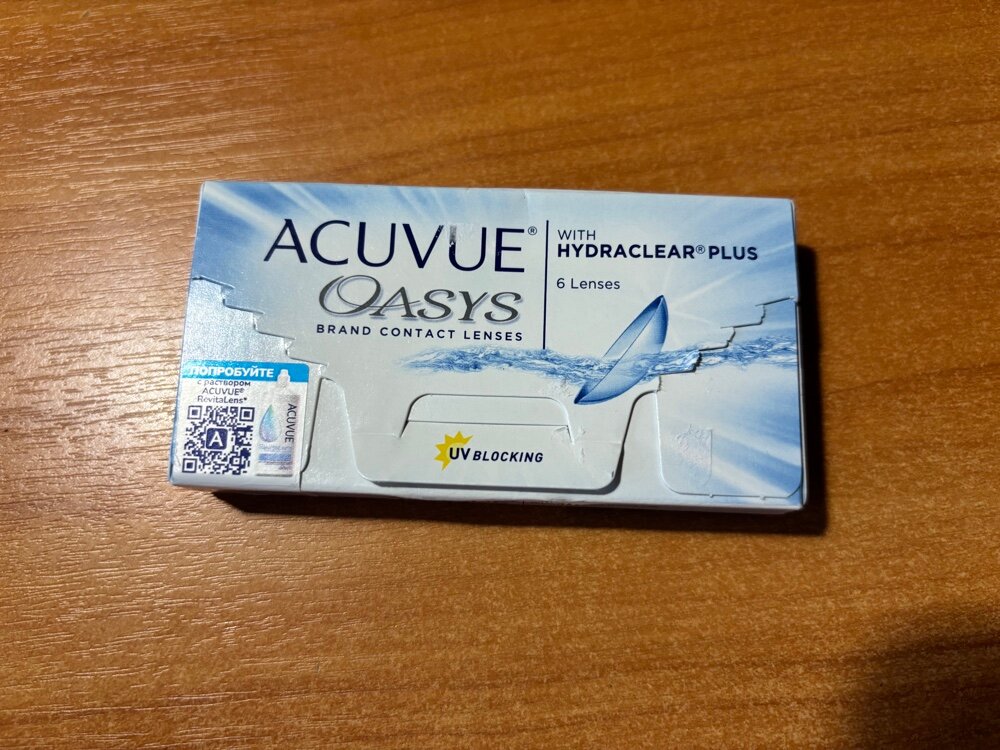 ACUVUE®
OASYS
BRAND CONTACT LENSES
WITH
HYDRACLEAR® PLUS
6 Lenses
ПОПРОБУЙТЕ
с раствором
ACUVUE®
RevitaLens*
A
ACUVUE
UV BLOCKING